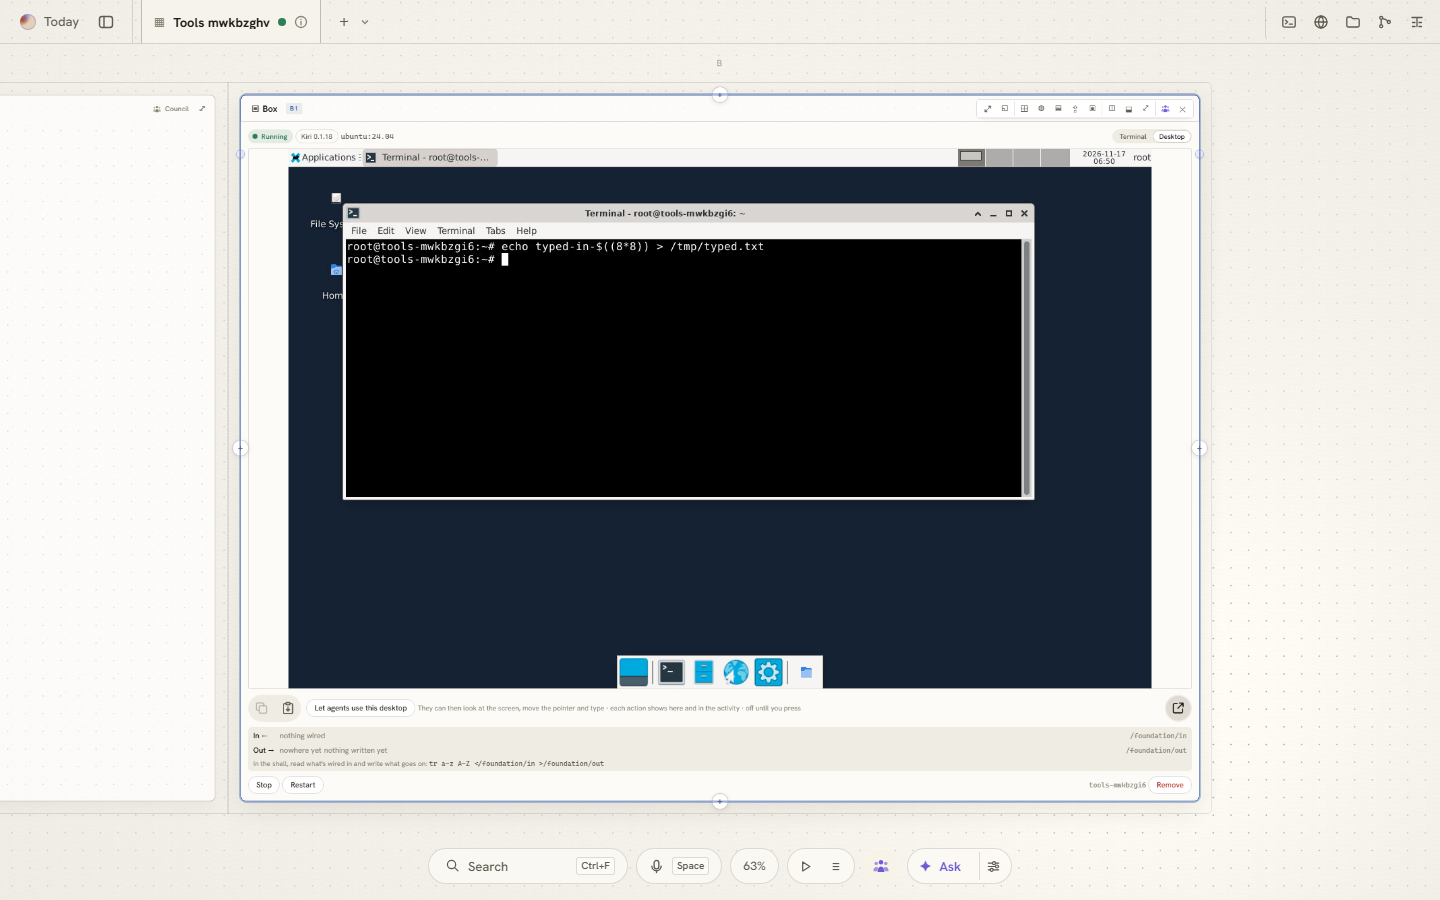 Today
Tools mwkbzghv
B
Council
Box
B1
Running
Kiri 0.1.18
ubuntu:24.04
Terminal
Desktop
Applications
Terminal - root@tools-...
2026-11-17
06:50
root
File Sys
Hom
Terminal - root@tools-mwkbzgi6: ~
File Edit View Terminal Tabs Help
root@tools-mwkbzgi6:~# echo typed-in-$((8*8)) > /tmp/typed.txt
root@tools-mwkbzgi6:~#
Let agents use this desktop
They can then look at the screen, move the pointer and type · each action shows here and in the activity · off until you press
In ← nothing wired
/foundation/in
Out → nowhere yet nothing written yet
/foundation/out
In the shell, read what's wired in and write what goes on: tr a-z A-Z </foundation/in >/foundation/out
Stop
Restart
tools-mwkbzgi6
Remove
Search
Ctrl+F
Space
63%
Ask